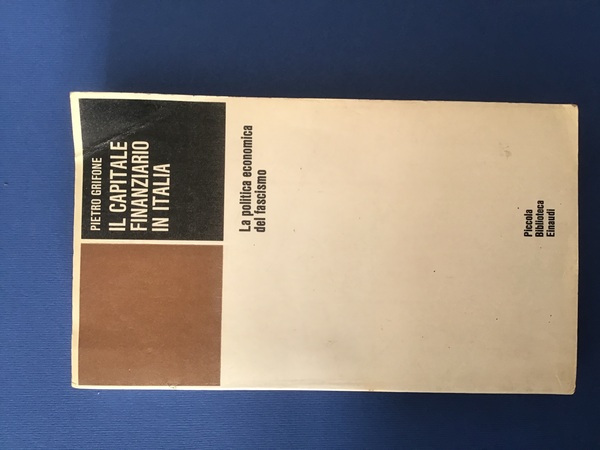 PIETRO GRIFONE
IL CAPITALE
FINANZIARIO
IN ITALIA
La politica economica
del fascismo
Piccola
Biblioteca
Einaudi